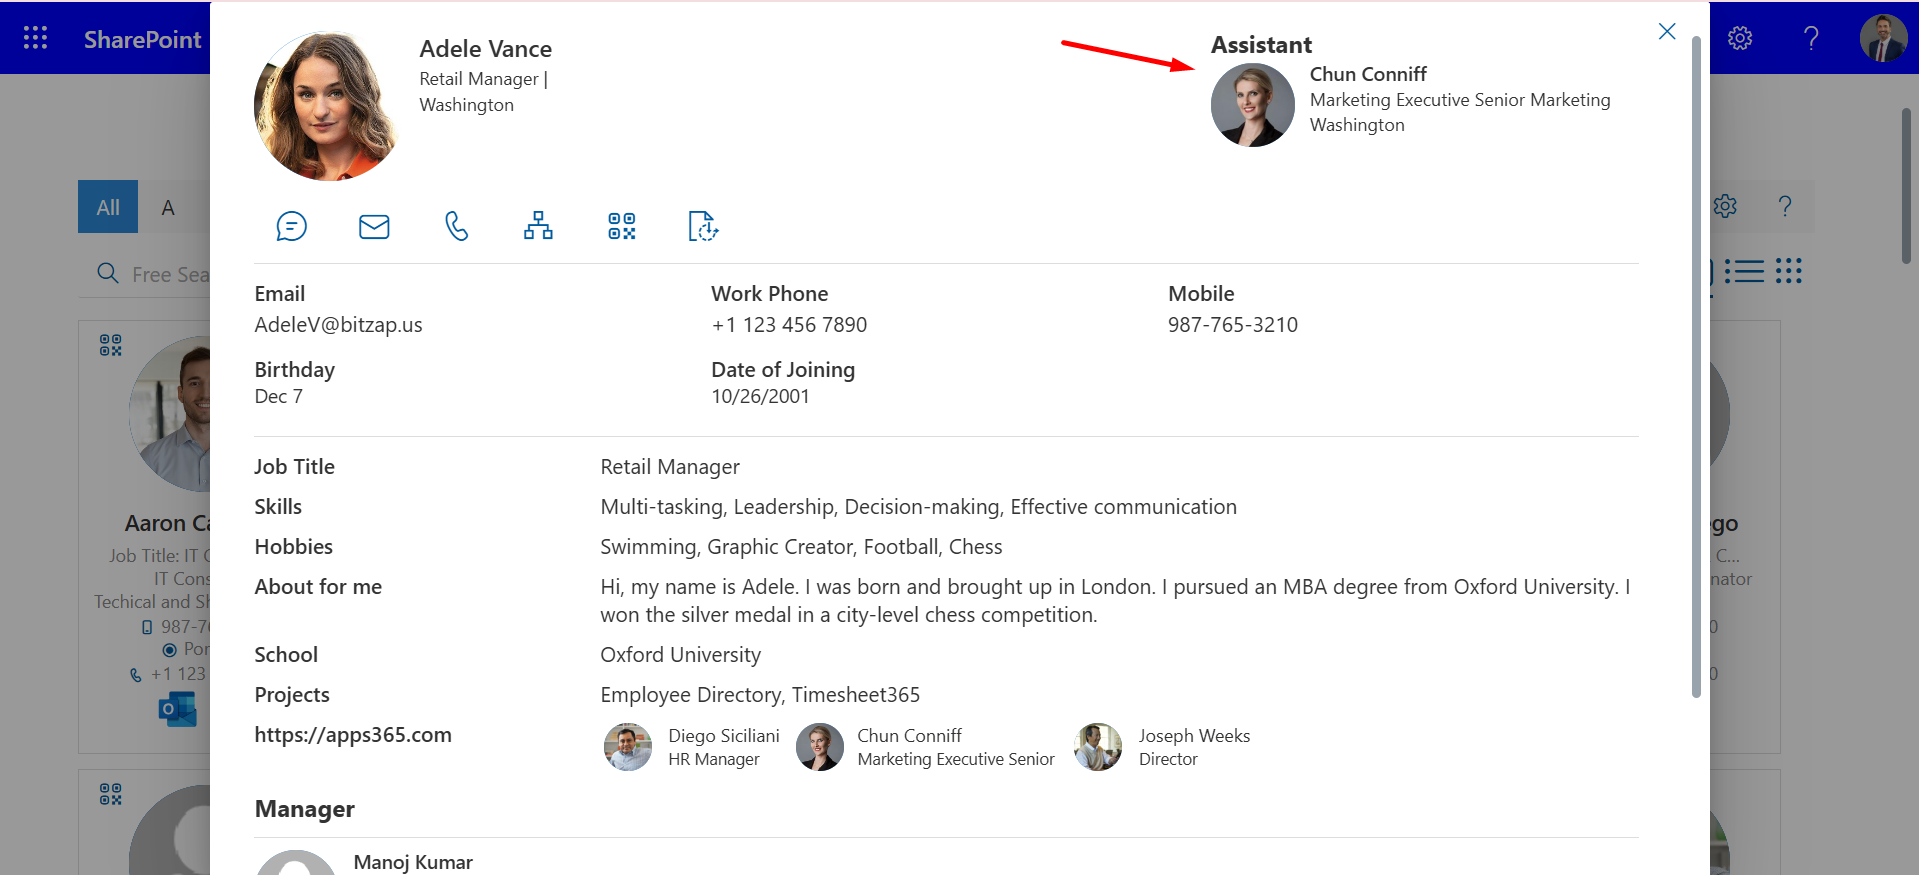 SharePoint
Adele Vance
Retail Manager |
Washington
Assistant
Chun Conniff
Marketing Executive Senior Marketing
Washington
All
A
Free Sea
Email
AdeleV@bitzap.us
Work Phone
+1 123 456 7890
Mobile
987-765-3210
Birthday
Dec 7
Date of Joining
10/26/2001
Job Title
Retail Manager
Skills
Multi-tasking, Leadership, Decision-making, Effective communication
Hobbies
Swimming, Graphic Creator, Football, Chess
About for me
Hi, my name is Adele. I was born and brought up in London. I pursued an MBA degree from Oxford University. I
won the silver medal in a city-level chess competition.
School
Oxford University
Projects
Employee Directory, Timesheet365
https://apps365.com
Diego Siciliani
HR Manager
Chun Conniff
Marketing Executive Senior
Joseph Weeks
Director
Manager
Manoj Kumar
Aaron Ca
Job Title: IT C
IT Cons
Techical and Sh
987-76
Por
+1 123
ego
C...
nator
0
0